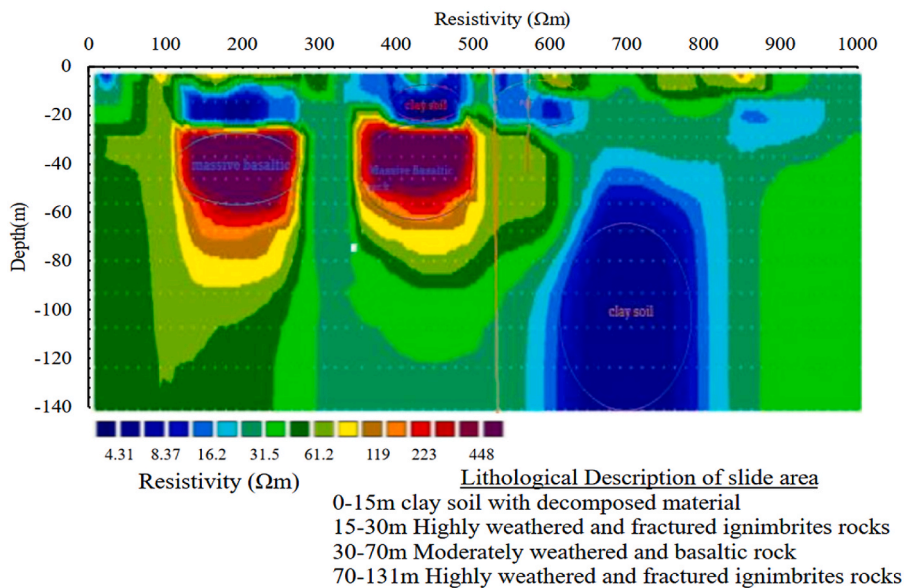 Resistivity (Ωm)
0 100 200 300 400 500 600 700 800 900 1000
Depth(m)
0
-20
-40
-60
-80
-100
-120
-140
clay soil
massive basaltic
Massive Basaltic
rock
clay soil
4.31 8.37 16.2 31.5 61.2 119 223 448
Resistivity (Ωm)
Lithological Description of slide area
0-15m clay soil with decomposed material
15-30m Highly weathered and fractured ignimbrites rocks
30-70m Moderately weathered and basaltic rock
70-131m Highly weathered and fractured ignimbrites rocks